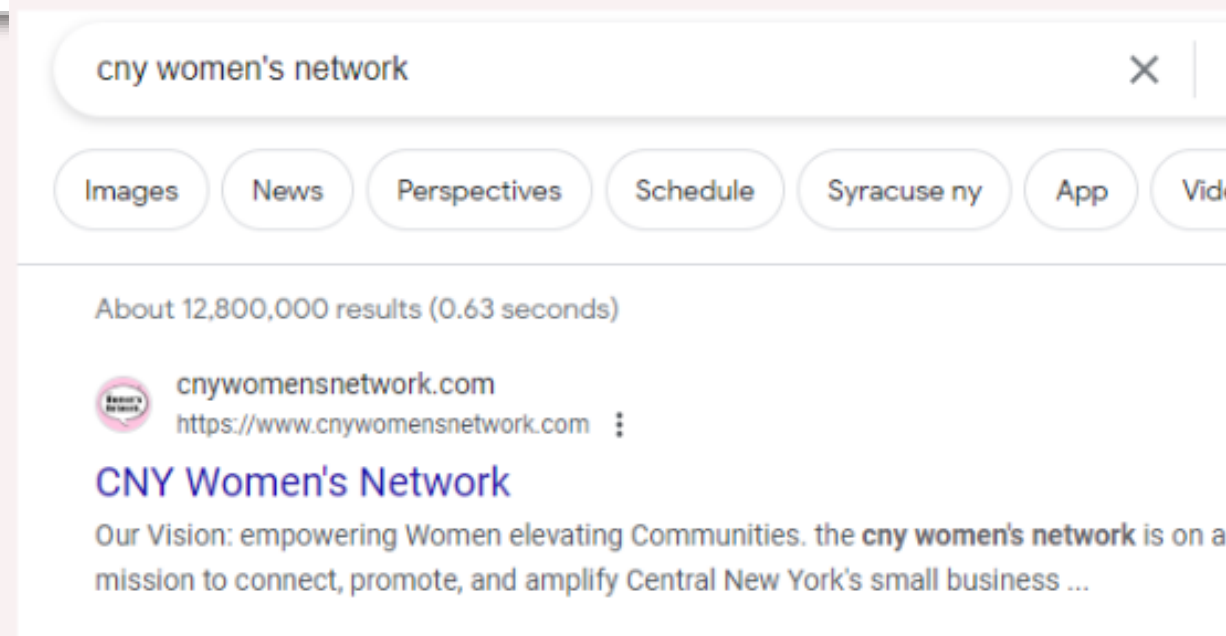 cny women's network
Images News Perspectives Schedule Syracuse ny App
About 12,800,000 results (0.63 seconds)
cnywomensnetwork.com
https://www.cnywomensnetwork.com
CNY Women's Network
Our Vision: empowering Women elevating Communities. the cny women's network is on a
mission to connect, promote, and amplify Central New York's small business ...